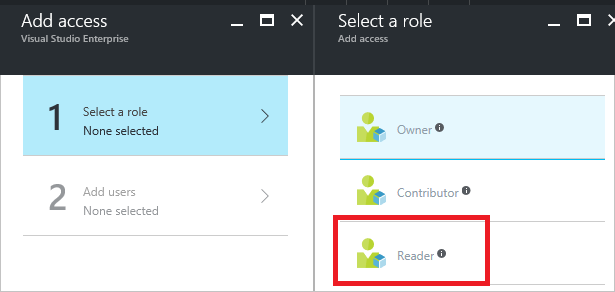 Add access
Visual Studio Enterprise
1
Select a role
None selected
2
Add users
None selected
Select a role
Add access
Owner
Contributor
Reader